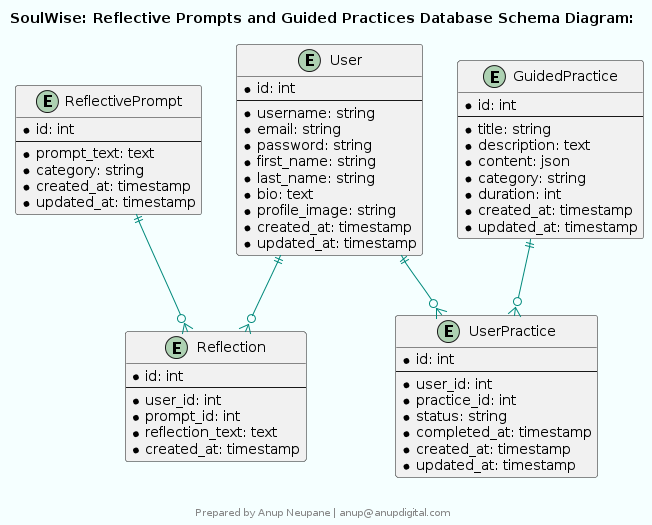 SoulWise: Reflective Prompts and Guided Practices Database Schema Diagram:
E ReflectivePrompt
id: int
prompt_text: text
category: string
created_at: timestamp
updated_at: timestamp
E User
id: int
username: string
email: string
password: string
first_name: string
last_name: string
bio: text
profile_image: string
created_at: timestamp
updated_at: timestamp
E GuidedPractice
id: int
title: string
description: text
content: json
category: string
duration: int
created_at: timestamp
updated_at: timestamp
E Reflection
id: int
user_id: int
prompt_id: int
reflection_text: text
created_at: timestamp
E UserPractice
id: int
user_id: int
practice_id: int
status: string
completed_at: timestamp
created_at: timestamp
updated_at: timestamp
Prepared by Anup Neupane | anup@anupdigital.com